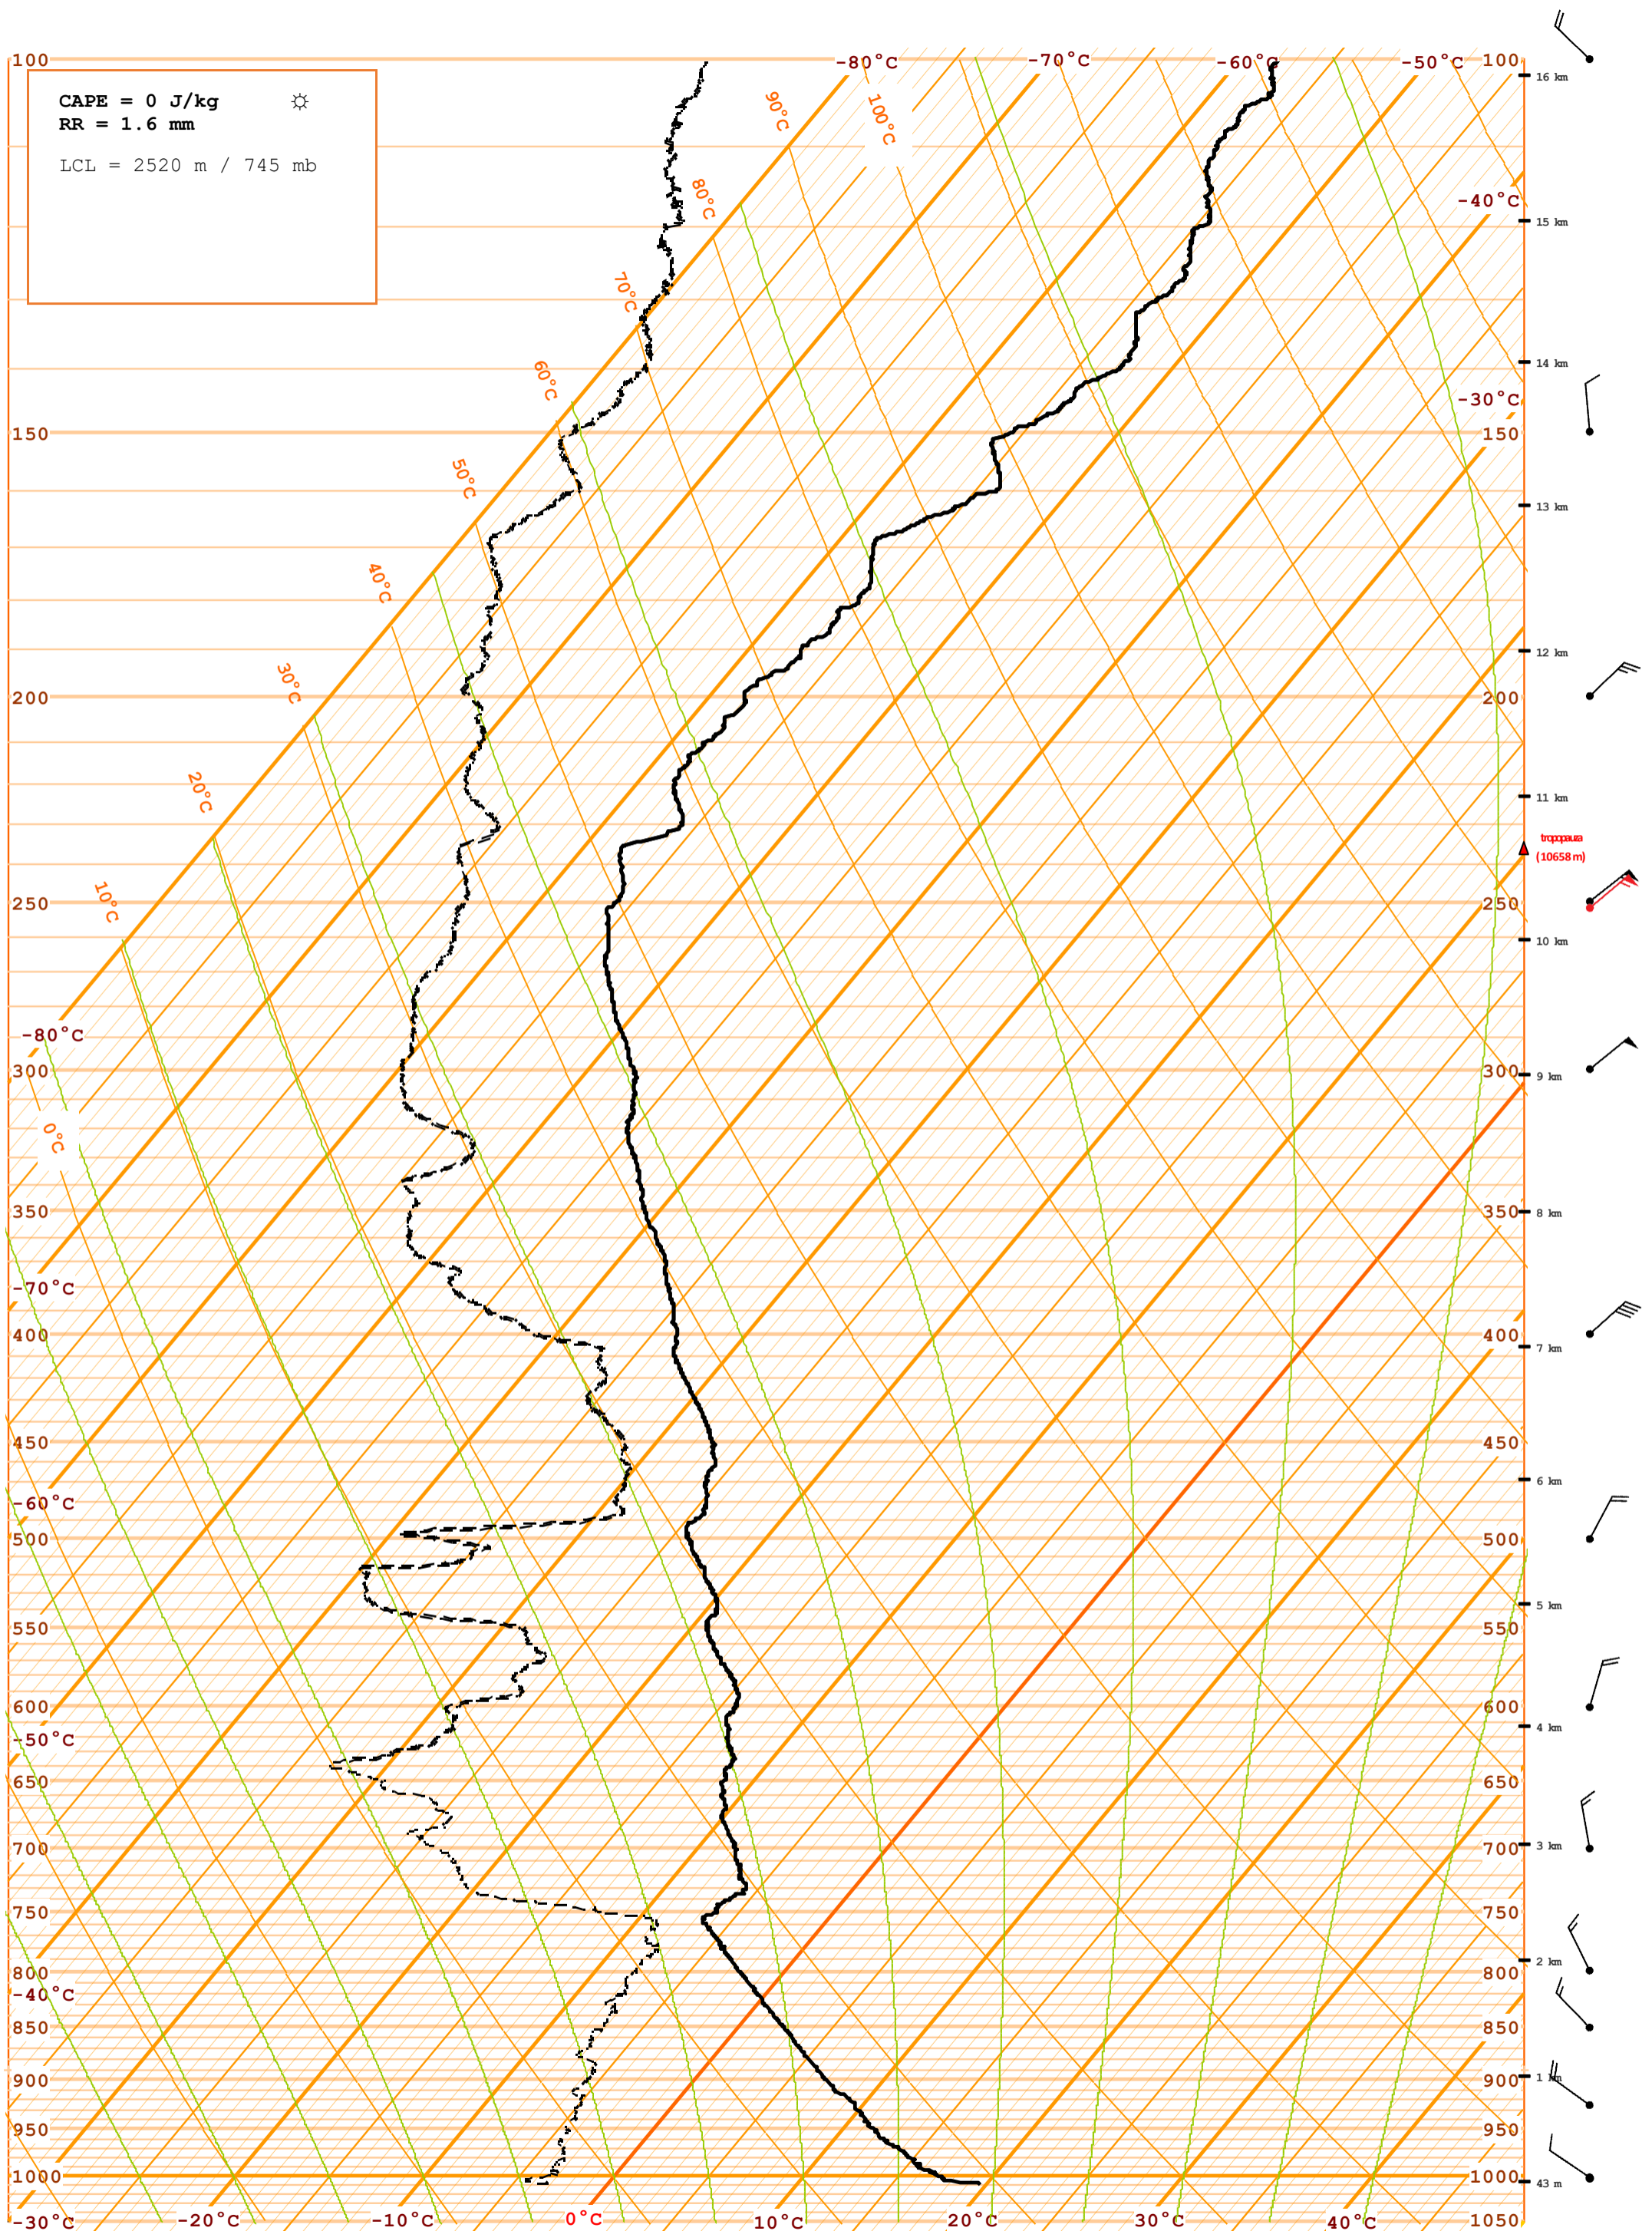 -80°C -70°C -60°C -50°C
100 100
16 km
CAPE = 0 J/kg ☼
RR = 1.6 mm
LCL = 2520 m / 745 mb
90°C 100°C
80°C
-40°C
15 km
70°C
14 km
60°C
-30°C
150 150
50°C
13 km
40°C
12 km
30°C
200 200
20°C
11 km
tropopauza
(10658 m)
10°C
250 250
10 km
-80°C
300 300
9 km
0°C
350 350
8 km
-70°C
400 400
7 km
450 450
6 km
-60°C
500 500
5 km
550 550
600 600
4 km
-50°C
650 650
700 700
3 km
750 750
2 km
800 800
-40°C
850 850
900 900
1 km
950 950
1000 1000
43 m
-30°C -20°C -10°C 0°C 10°C 20°C 30°C 40°C 1050